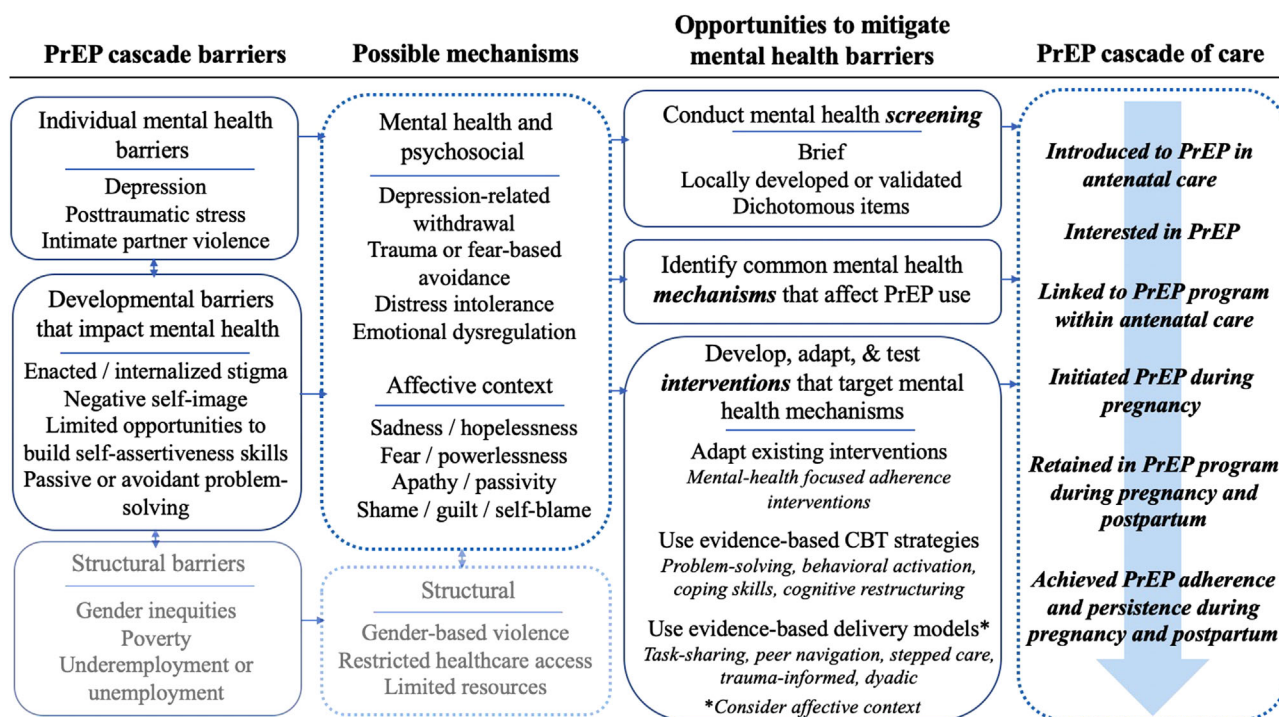 PrEP cascade barriers
Individual mental health
barriers
Depression
Posttraumatic stress
Intimate partner violence
Developmental barriers
that impact mental health
Enacted / internalized stigma
Negative self-image
Limited opportunities to
build self-assertiveness skills
Passive or avoidant problem-
solving
Structural barriers
Gender inequities
Poverty
Underemployment or
unemployment
Possible mechanisms
Mental health and
psychosocial
Depression-related
withdrawal
Trauma or fear-based
avoidance
Distress intolerance
Emotional dysregulation
Affective context
Sadness / hopelessness
Fear / powerlessness
Apathy / passivity
Shame / guilt / self-blame
Structural
Gender-based violence
Restricted healthcare access
Limited resources
Opportunities to mitigate
mental health barriers
Conduct mental health screening
Brief
Locally developed or validated
Dichotomous items
Identify common mental health
mechanisms that affect PrEP use
Develop, adapt, & test
interventions that target mental
health mechanisms
Adapt existing interventions
Mental-health focused adherence
interventions
Use evidence-based CBT strategies
Problem-solving, behavioral activation,
coping skills, cognitive restructuring
Use evidence-based delivery models*
Task-sharing, peer navigation, stepped care,
trauma-informed, dyadic
*Consider affective context
PrEP cascade of care
Introduced to PrEP in
antenatal care
Interested in PrEP
Linked to PrEP program
within antenatal care
Initiated PrEP during
pregnancy
Retained in PrEP program
during pregnancy and
postpartum
Achieved PrEP adherence
and persistence during
pregnancy and postpartum